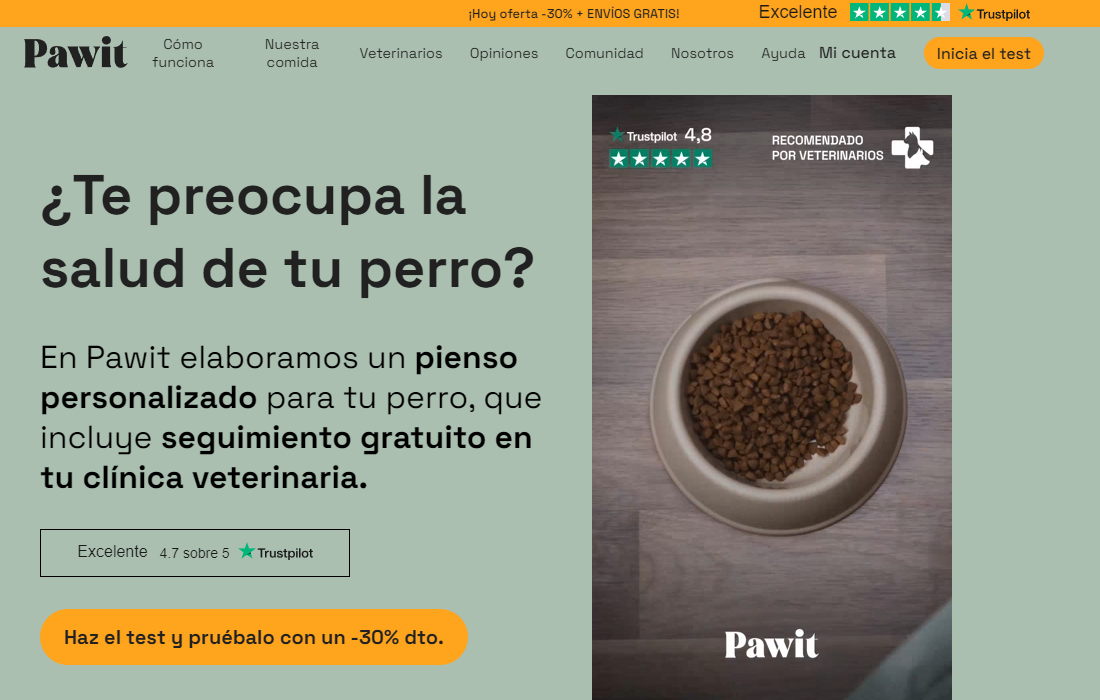 ¡Hoy oferta -30% + ENVÍOS GRATIS!
Excelente
Trustpilot
Pawit
Cómo
funciona
Nuestra
comida
Veterinarios
Opiniones
Comunidad
Nosotros
Ayuda
Mi cuenta
Inicia el test
¿Te preocupa la
salud de tu perro?
En Pawit elaboramos un pienso
personalizado para tu perro, que
incluye seguimiento gratuito en
tu clínica veterinaria.
Excelente 4.7 sobre 5 Trustpilot
Haz el test y pruébalo con un -30% dto.
Trustpilot 4,8
RECOMENDADO
POR VETERINARIOS
Pawit